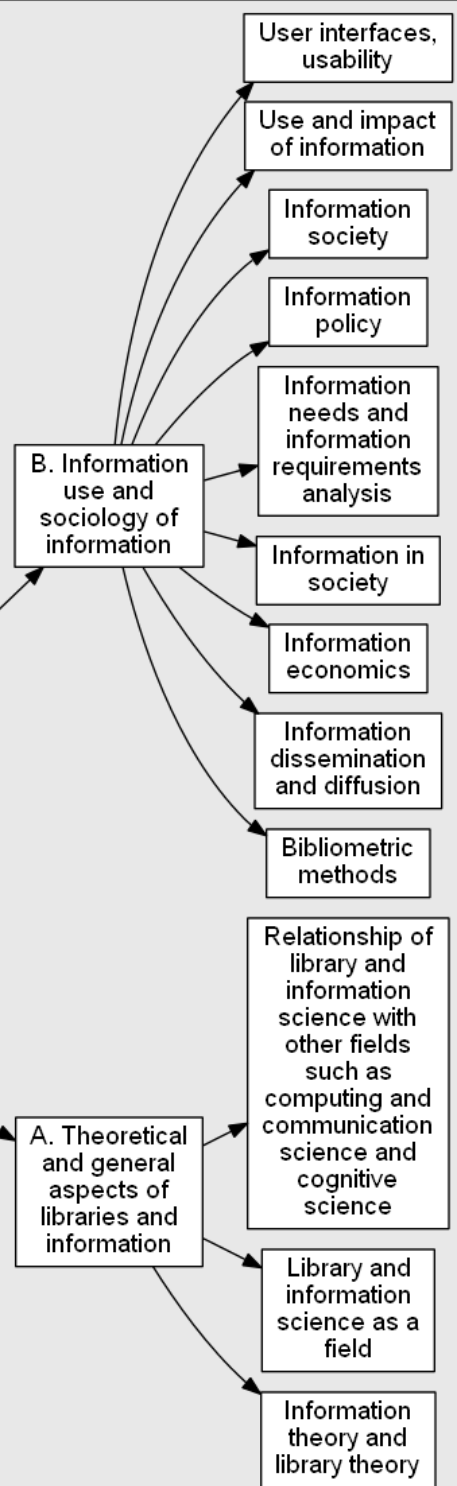 User interfaces,
usability
Use and impact
of information
Information
society
Information
policy
Information
needs and
information
requirements
analysis
B. Information
use and
sociology of
information
Information in
society
Information
economics
Information
dissemination
and diffusion
Bibliometric
methods
Relationship of
library and
information
science with
other fields
such as
computing and
communication
science and
cognitive
science
A. Theoretical
and general
aspects of
libraries and
information
Library and
information
science as a
field
Information
theory and
library theory